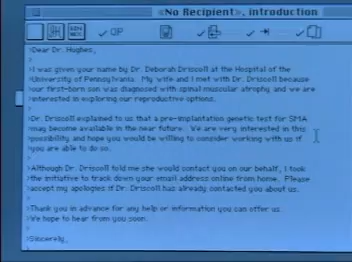 <No Recipient>, introduction
QP
>Dear Dr. Hughes,
>
>I was given your name by Dr. Deborah Driscoll at the Hospital of the
>University of Pennsylvania. My wife and I met with Dr. Driscoll because
>our first-born son was diagnosed with spinal muscular atrophy and we are
>interested in exploring our reproductive options.
>
>Dr. Driscoll explained to us that a pre-implantation genetic test for SMA
>may become available in the near future. We are very interested in this
>possibility and hope you would be willing to consider working with us if
>you are able to do so.
>
>Although Dr. Driscoll told me she would contact you on our behalf, I took
>the initiative to track down your email address online from home. Please
>accept my apologies if Dr. Driscoll has already contacted you about us.
>
>Thank you in advance for any help or information you can offer us.
>We hope to hear from you soon.
>
>Sincerely,